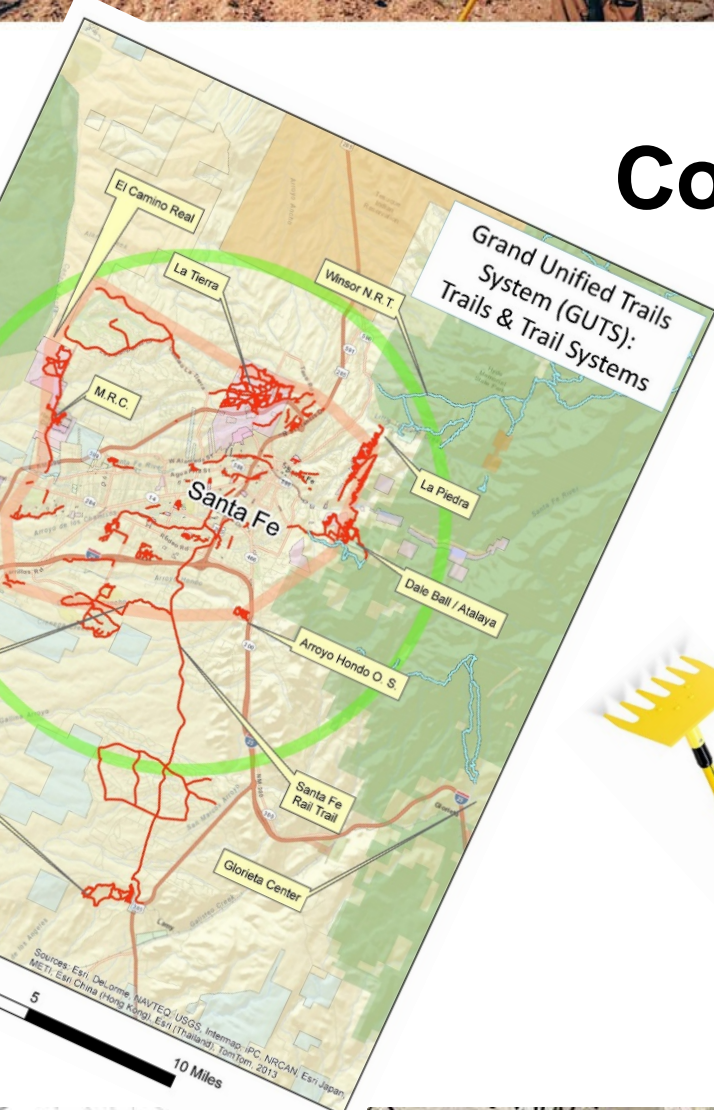 Co
Grand Unified Trails
System (GUTS):
Trails & Trail Systems
El Camino Real
La Tierra
Winsor N.R.T.
M.R.C.
La Piedra
Santa Fe
Dale Ball / Atalaya
Arroyo Hondo O. S.
Santa Fe
Rail Trail
Glorieta Center
Glorieta
Lamy
Sources: Esri, DeLorme, NAVTEQ, USGS, Intermap, iPC, NRCAN, Esri Japan,
METI, Esri China (Hong Kong), Esri (Thailand), TomTom, 2013
5
10 Miles